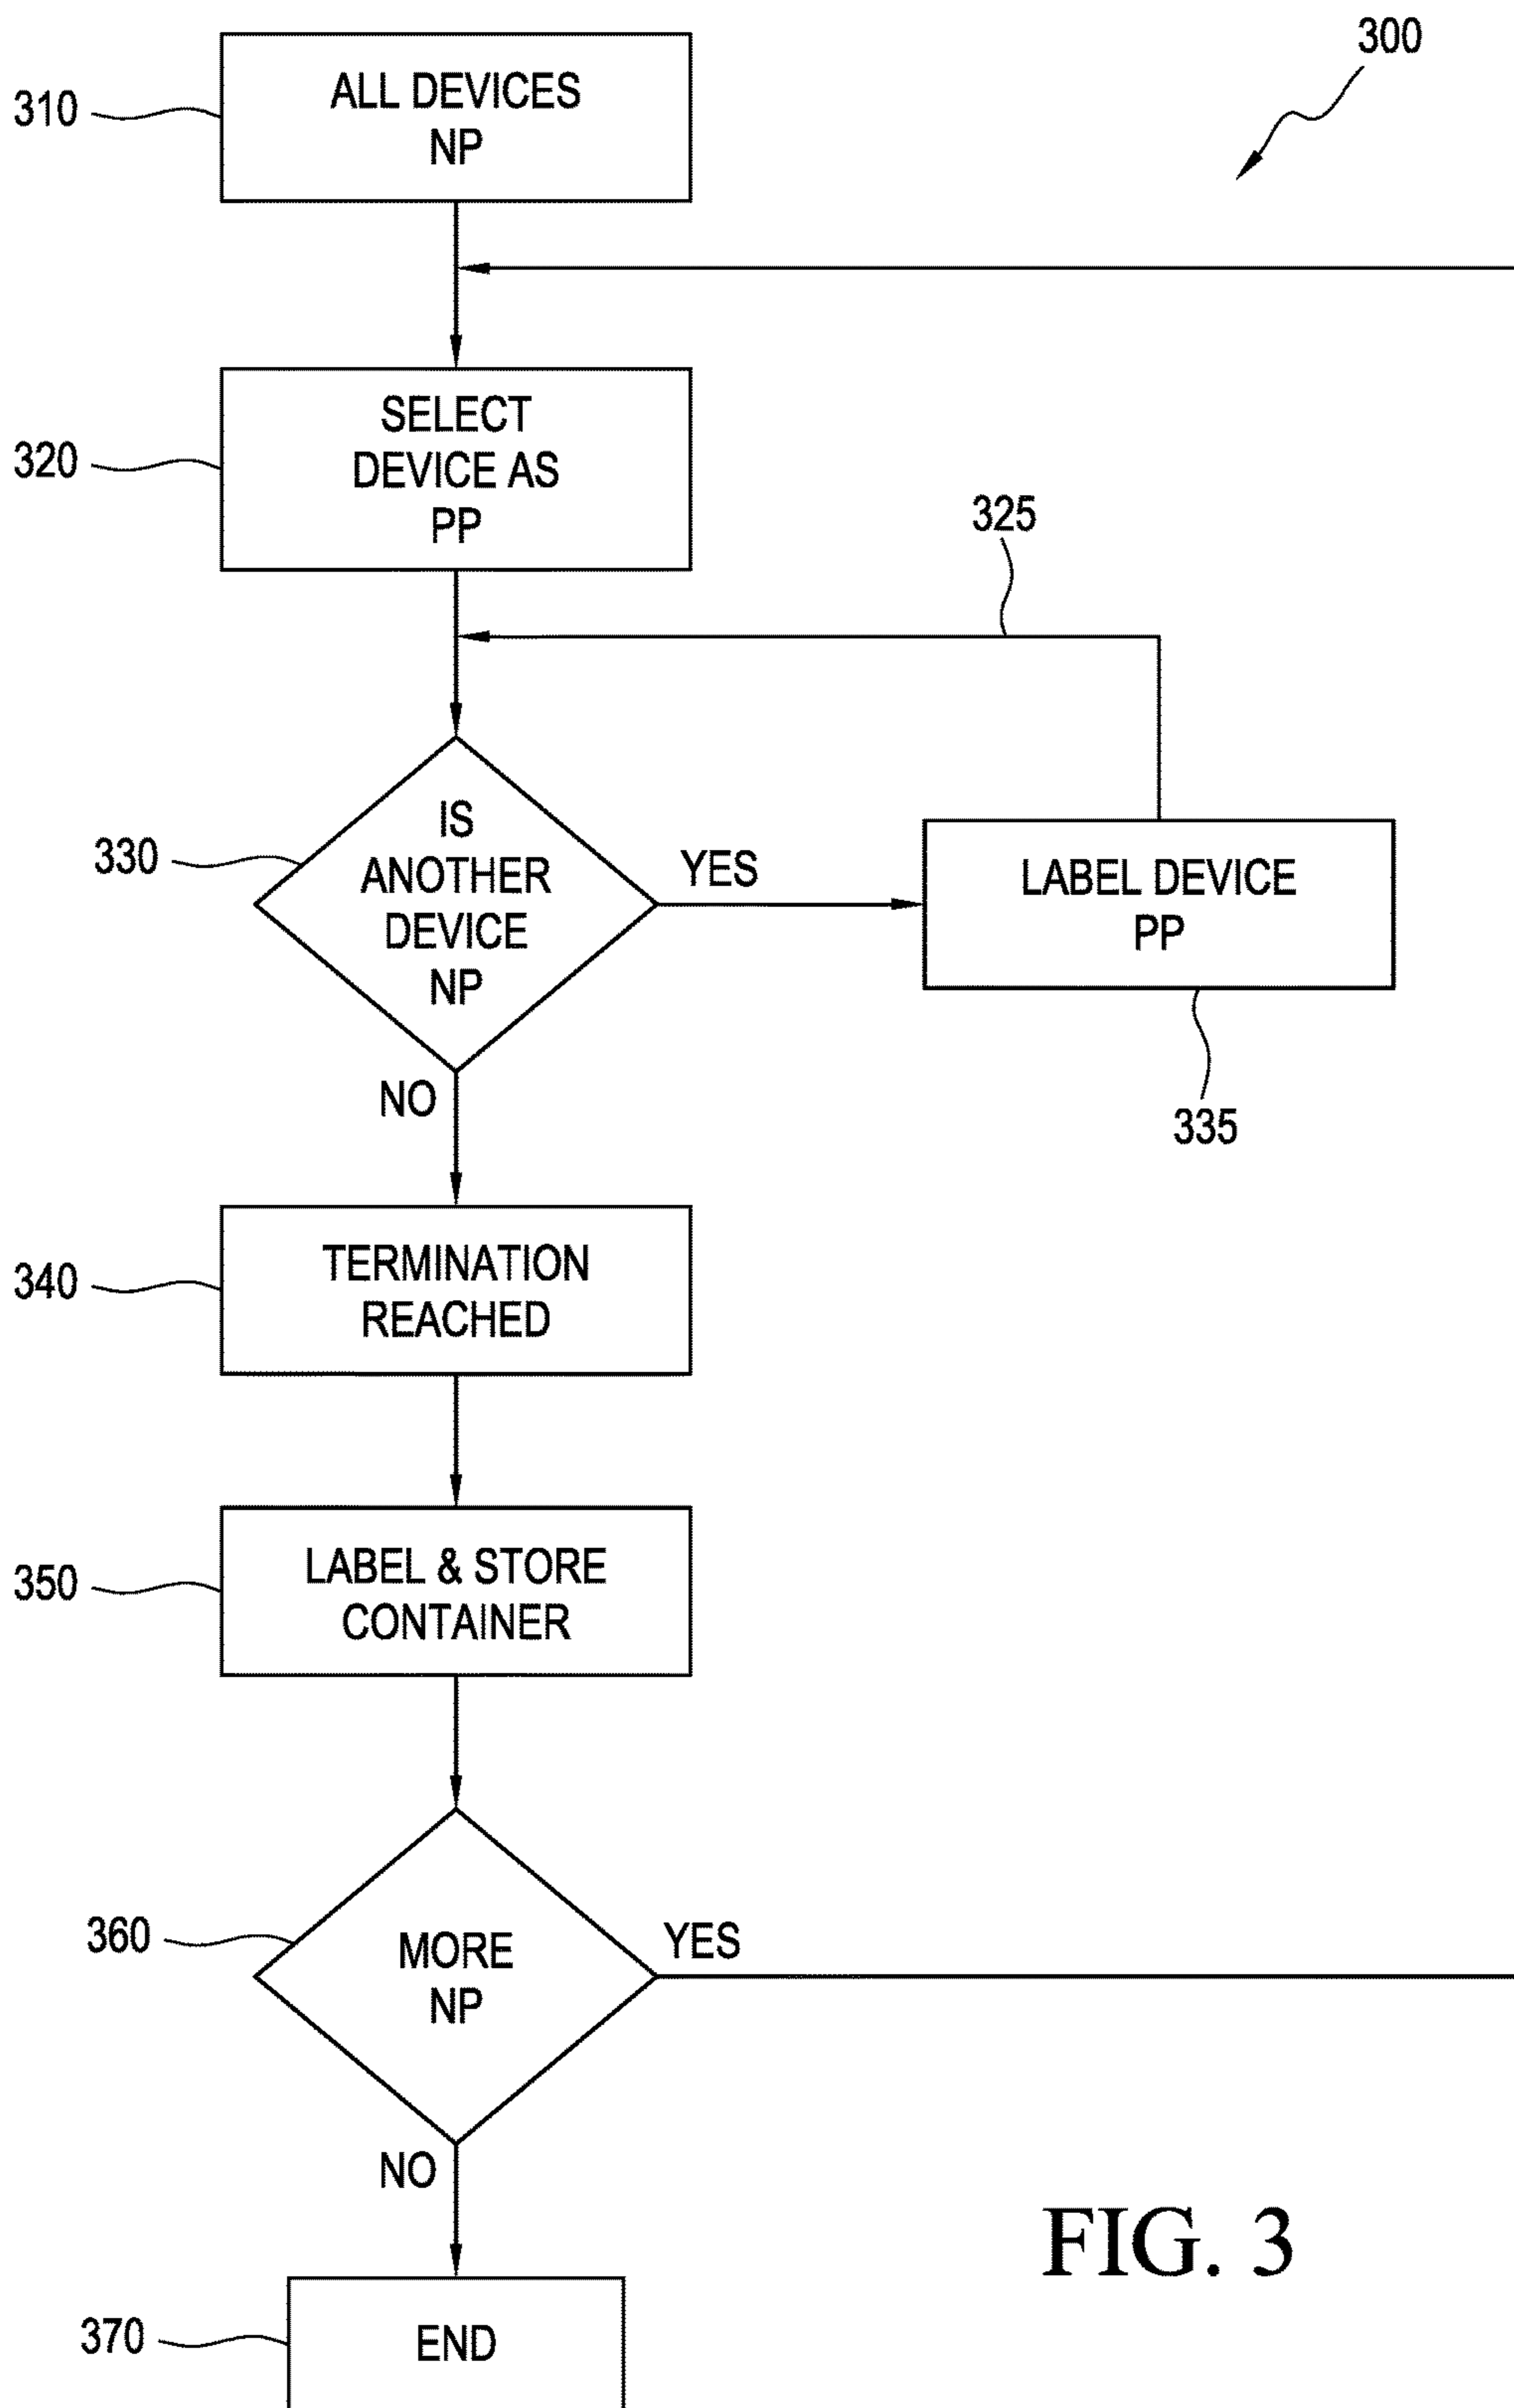 300
310
ALL DEVICES
NP
320
SELECT
DEVICE AS
PP
325
330
IS
ANOTHER
DEVICE
NP
YES
LABEL DEVICE
PP
335
NO
340
TERMINATION
REACHED
350
LABEL & STORE
CONTAINER
360
MORE
NP
YES
NO
370
END
FIG. 3